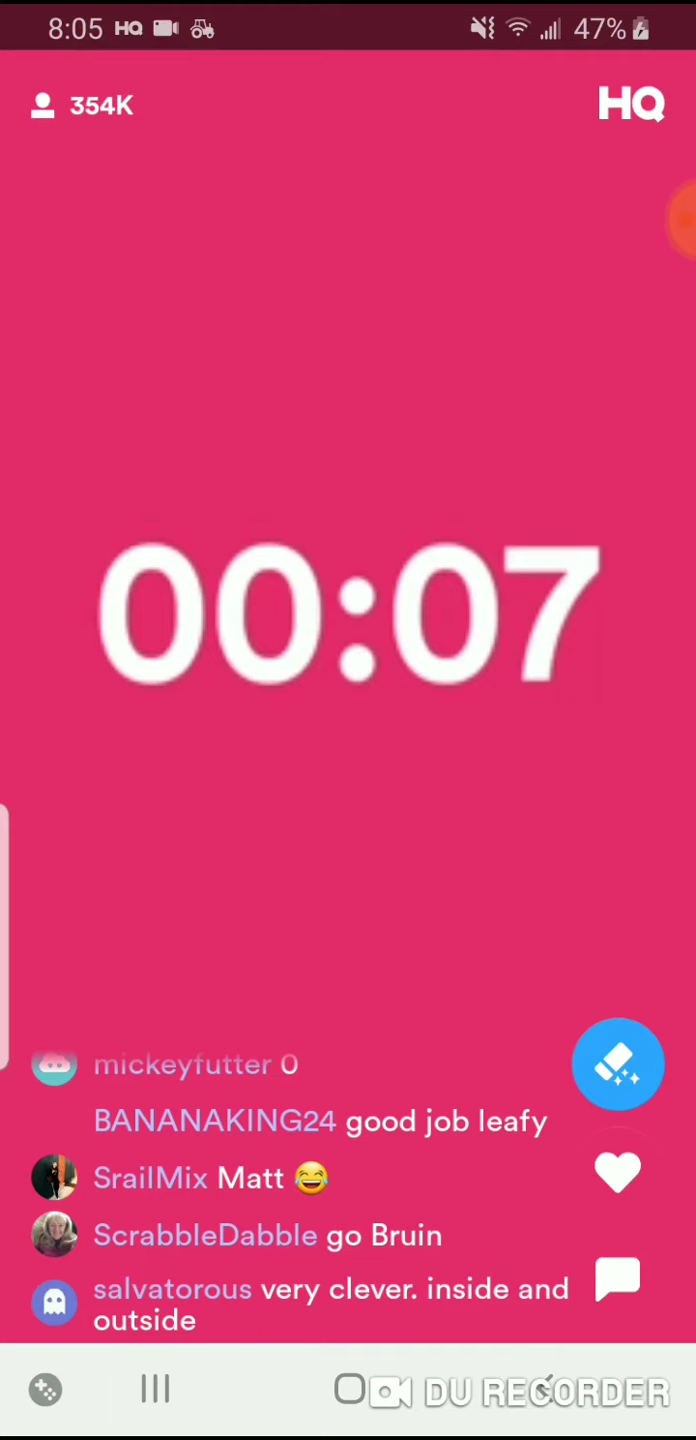 8:05 HQ 47%
354K HQ
00:07
mickeyfutter 0
BANANAKING24 good job leafy
SrailMix Matt 😂
ScrabbleDabble go Bruin
salvatorous very clever. inside and
outside
DU RECORDER